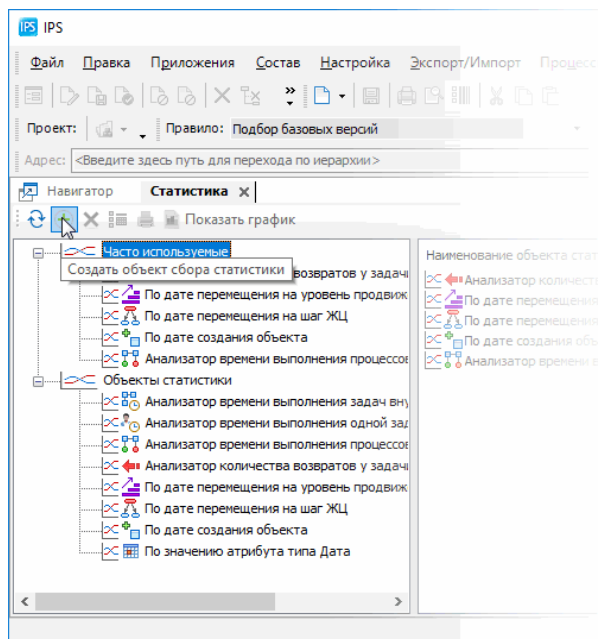 IPS IPS
Файл Правка Приложения Состав Настройка Экспорт/Импорт Процесс
Проект: Правило: Подбор базовых версий
Адрес: <Введите здесь путь для перехода по иерархии>
Навигатор Статистика
Показать график
Часто используемые
Создать объект сбора статистики
возвратов у задачи
По дате перемещения на уровень продвиж
По дате перемещения на шаг ЖЦ
По дате создания объекта
Анализатор времени выполнения процессов
Объекты статистики
Анализатор времени выполнения задач вну
Анализатор времени выполнения одной зад
Анализатор времени выполнения процессов
Анализатор количества возвратов у задачи
По дате перемещения на уровень продвиж
По дате перемещения на шаг ЖЦ
По дате создания объекта
По значению атрибута типа Дата
Наименование объекта стат
Анализатор количест
По дате перемещения
По дате перемещения
По дате создания объ
Анализатор времени в